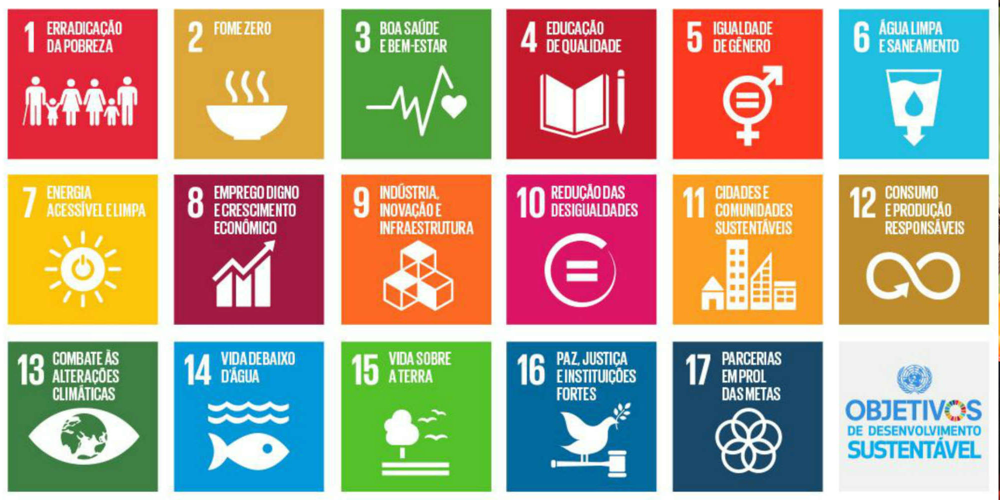 1 ERRADICAÇÃO
DA POBREZA
2 FOME ZERO
3 BOA SAÚDE
E BEM-ESTAR
4 EDUCAÇÃO
DE QUALIDADE
5 IGUALDADE
DE GÊNERO
6 ÁGUA LIMPA
E SANEAMENTO
7 ENERGIA
ACESSÍVEL E LIMPA
8 EMPREGO DIGNO
E CRESCIMENTO
ECONÔMICO
9 INDÚSTRIA,
INOVAÇÃO E
INFRAESTRUTURA
10 REDUÇÃO DAS
DESIGUALDADES
11 CIDADES E
COMUNIDADES
SUSTENTÁVEIS
12 CONSUMO
E PRODUÇÃO
RESPONSÁVEIS
13 COMBATE ÀS
ALTERAÇÕES
CLIMÁTICAS
14 VIDA DEBAIXO
D'ÁGUA
15 VIDA SOBRE
A TERRA
16 PAZ, JUSTIÇA
E INSTITUIÇÕES
FORTES
17 PARCERIAS
EM PROL
DAS METAS
OBJETIVOS
DE DESENVOLVIMENTO
SUSTENTÁVEL